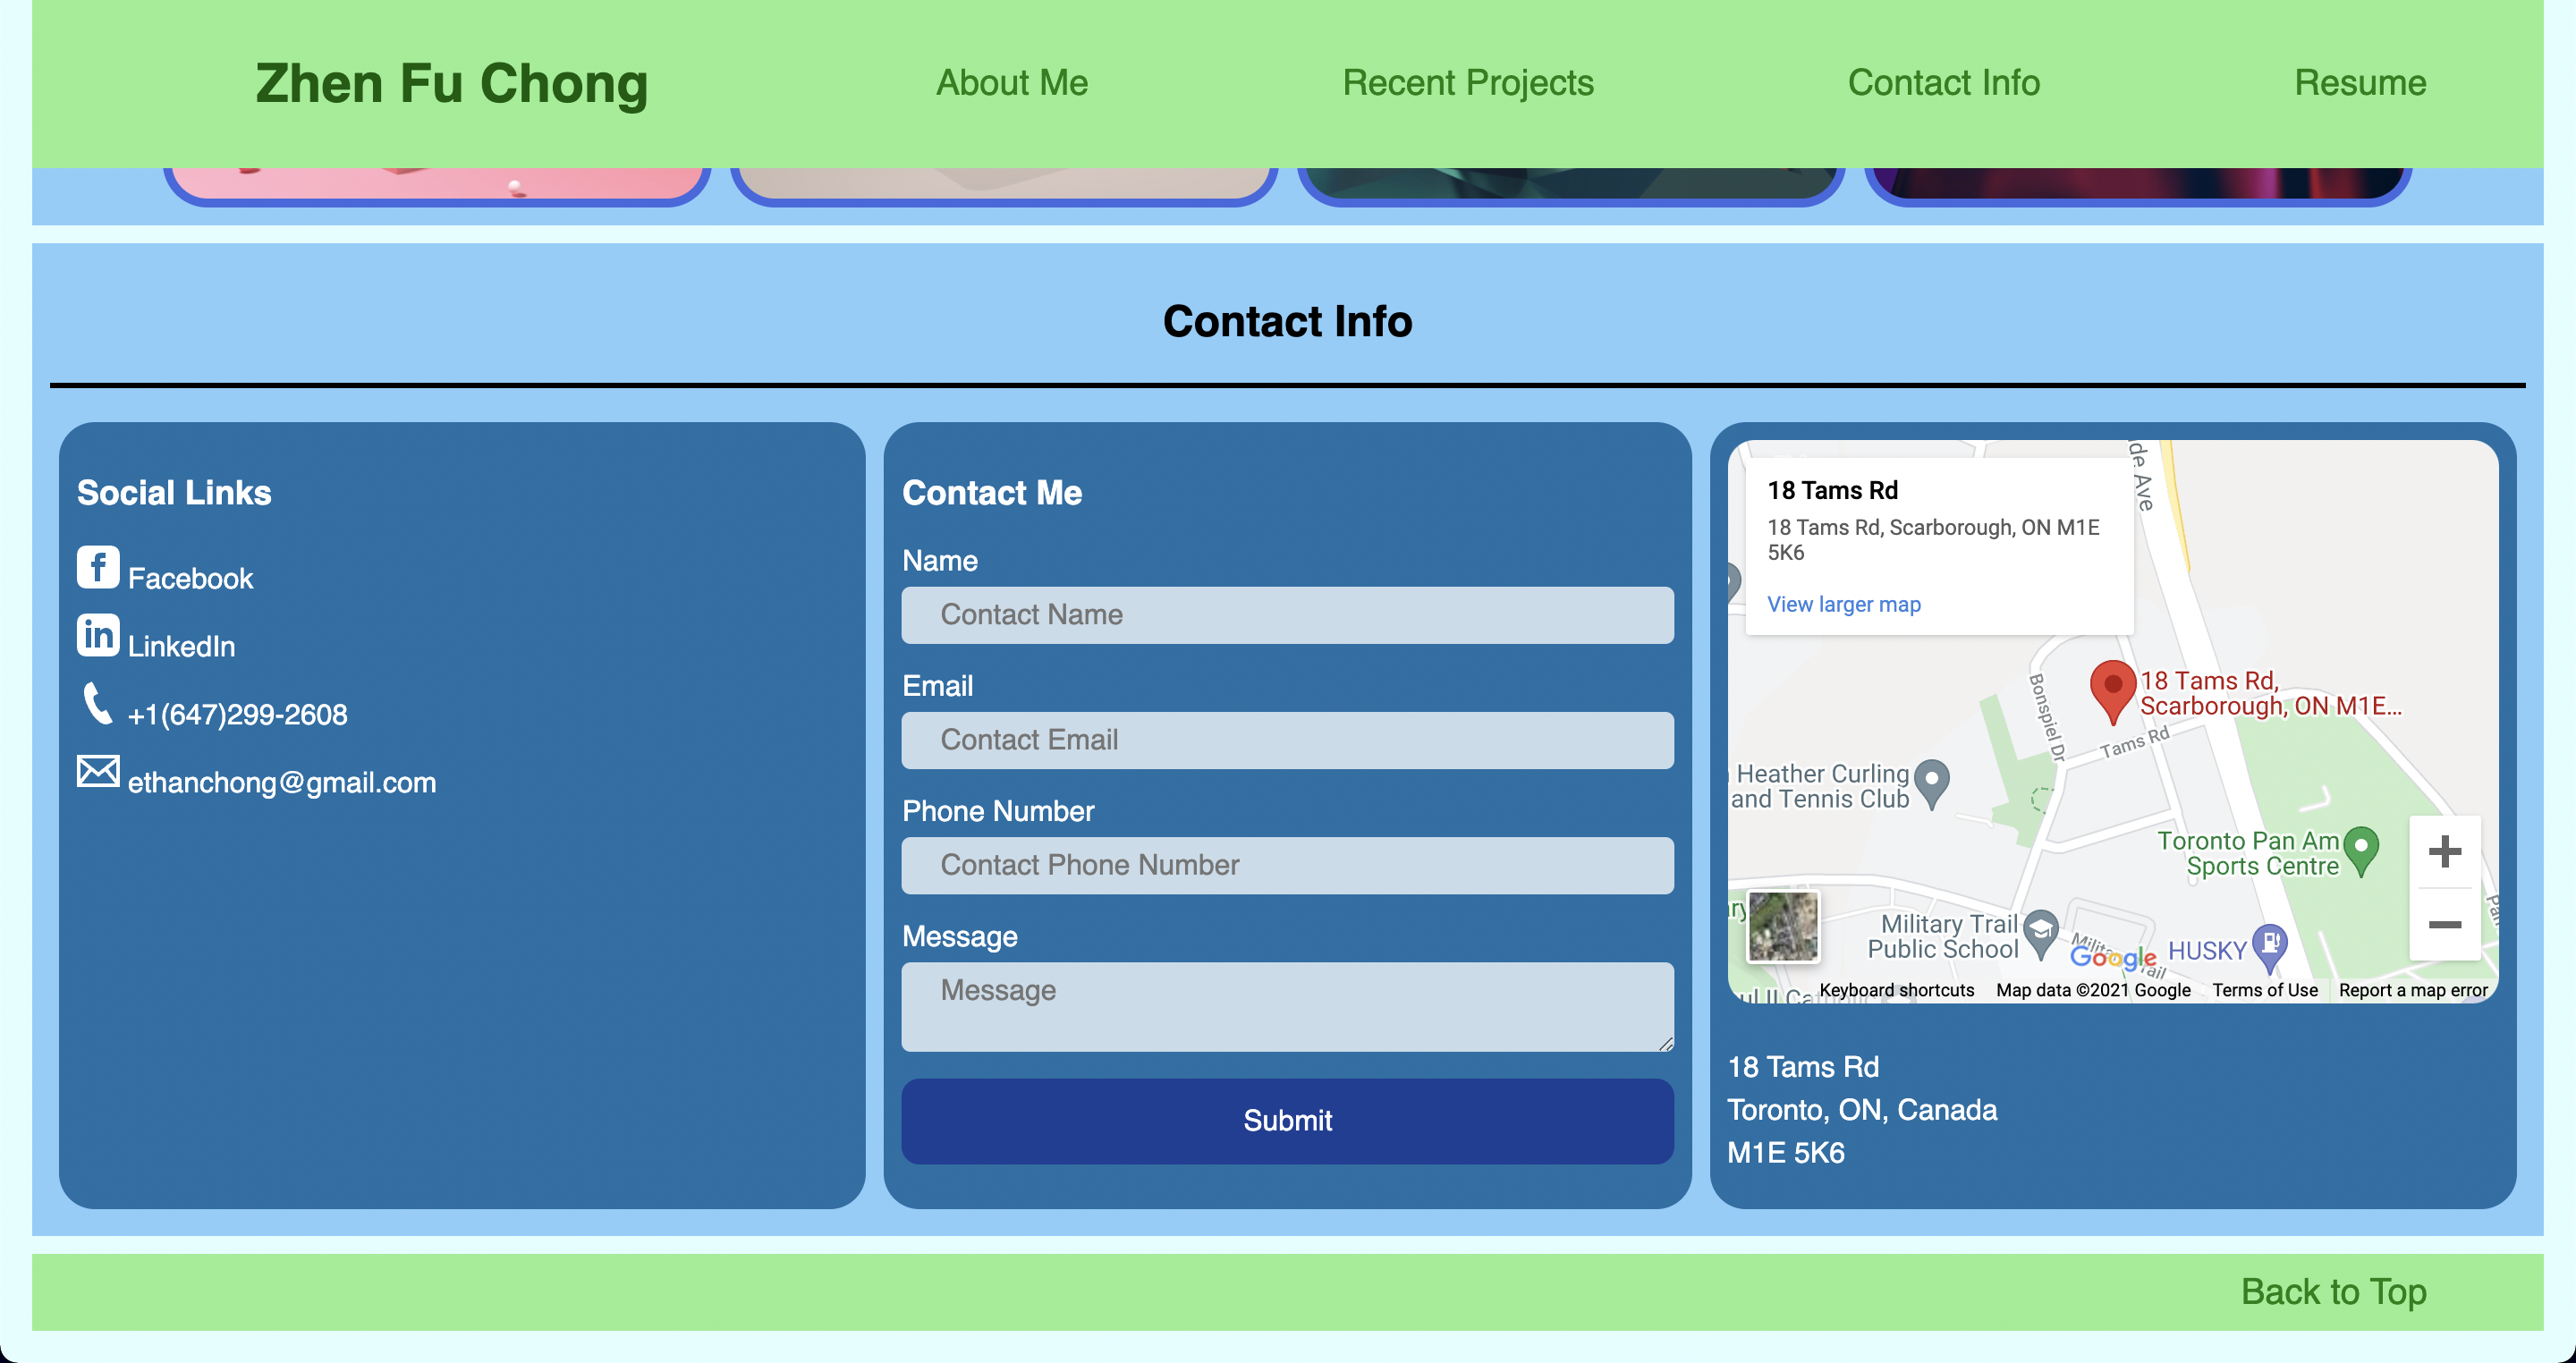 Zhen Fu Chong
About Me
Recent Projects
Contact Info
Resume
Contact Info
Social Links
Facebook
LinkedIn
+1(647)299-2608
ethanchong@gmail.com
Contact Me
Name
Contact Name
Email
Contact Email
Phone Number
Contact Phone Number
Message
Message
Submit
18 Tams Rd
18 Tams Rd, Scarborough, ON M1E
5K6
View larger map
de Ave
18 Tams Rd,
Scarborough, ON M1E...
Bonspiel Dr
Tams Rd
Heather Curling
and Tennis Club
Toronto Pan Am
Sports Centre
Military Trail
Public School
Google
HUSKY
Keyboard shortcuts
Map data ©2021 Google
Terms of Use
Report a map error
18 Tams Rd
Toronto, ON, Canada
M1E 5K6
Back to Top